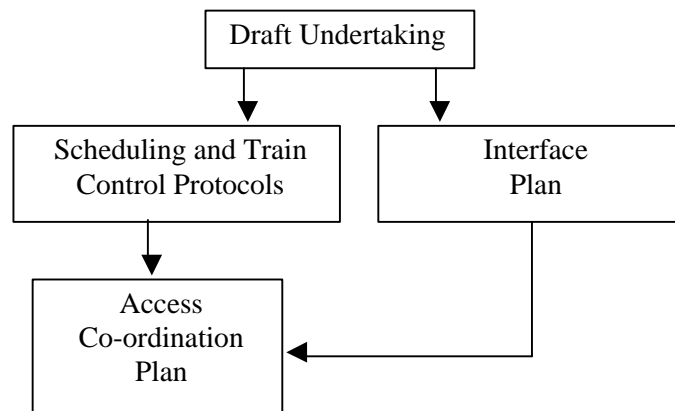 Draft Undertaking
Scheduling and Train
Control Protocols
Interface
Plan
Access
Co-ordination
Plan